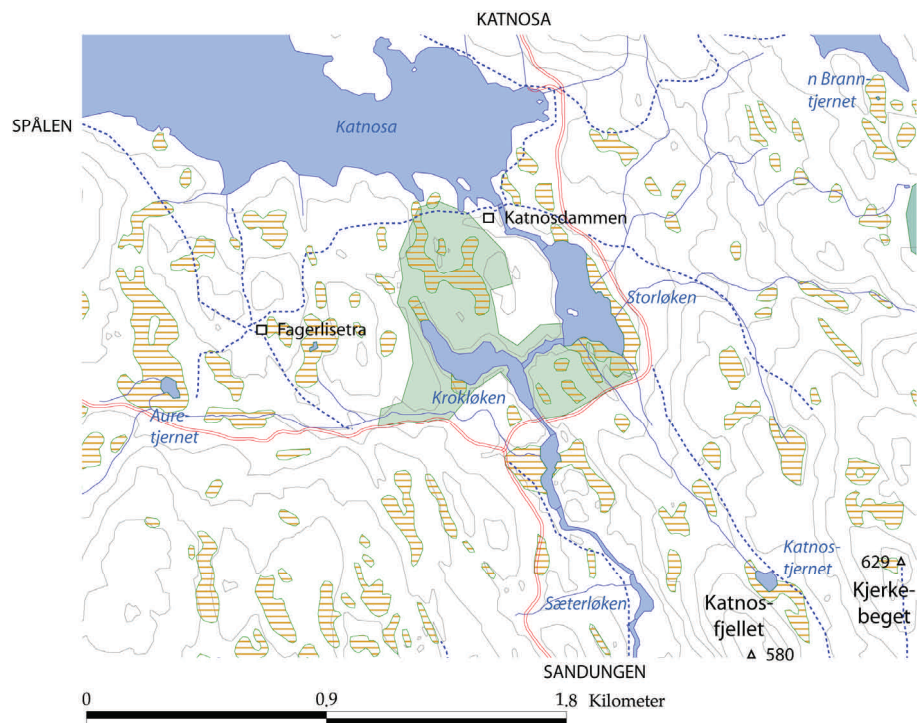 KATNOSA
n Brann-
tjernet
SPÅLEN
Katnosa
Katnosdammen
Storløken
Fagerlisetra
Krokløken
Aure-
tjernet
Katnos-
tjernet
629
Kjerke-
beget
Sæterløken
Katnos-
fjellet
580
SANDUNGEN
0 0,9 1,8 Kilometer